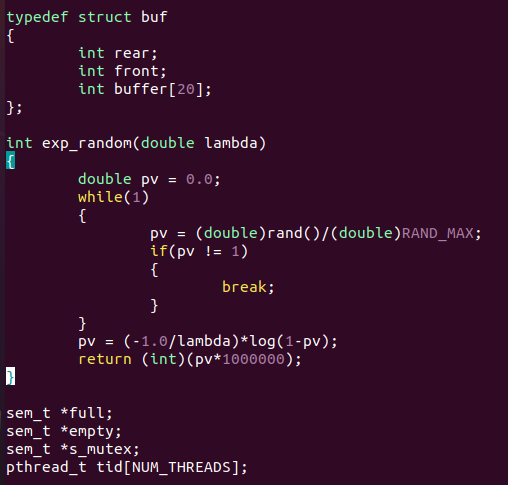 typedef struct buf
{
        int rear;
        int front;
        int buffer[20];
};

int exp_random(double lambda)
{
        double pv = 0.0;
        while(1)
        {
                pv = (double)rand()/(double)RAND_MAX;
                if(pv != 1)
                {
                        break;
                }
        }
        pv = (-1.0/lambda)*log(1-pv);
        return (int)(pv*1000000);
}

sem_t *full;
sem_t *empty;
sem_t *s_mutex;
pthread_t tid[NUM_THREADS];